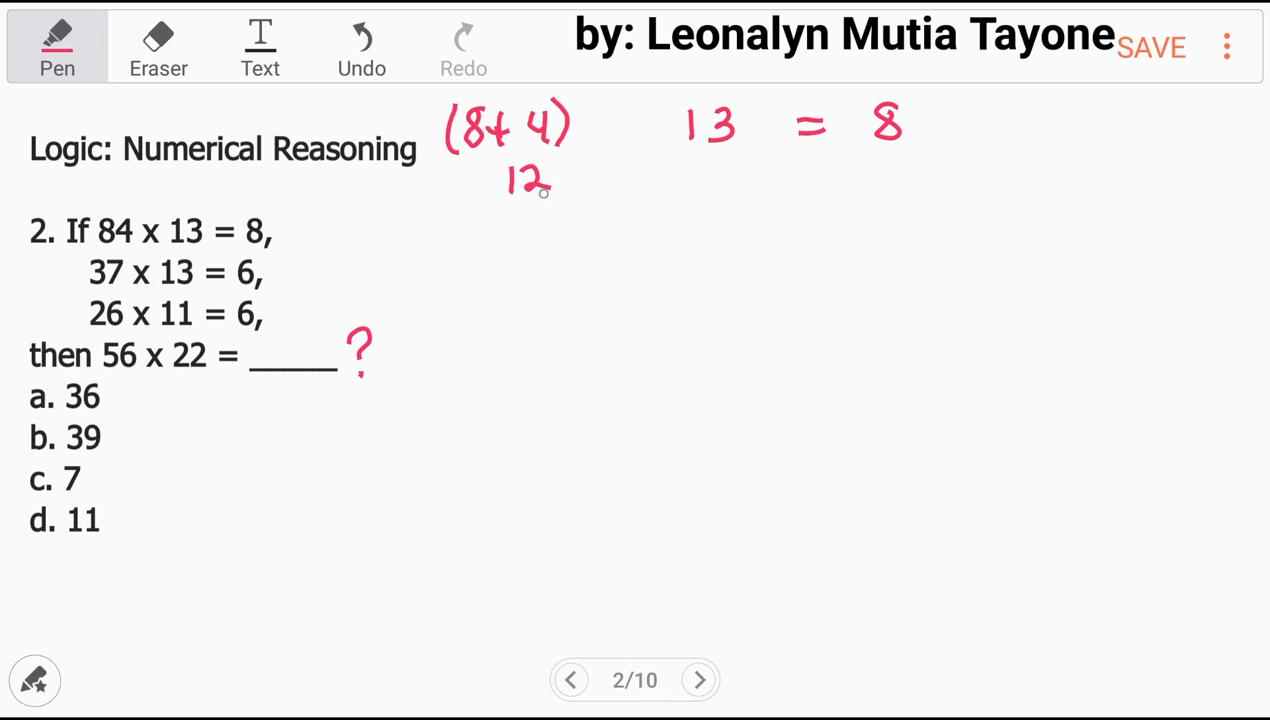 by: Leonalyn Mutia Tayone
Pen Eraser Text Undo Redo SAVE
(8+ 4) 13 = 8
Logic: Numerical Reasoning
12
2. If 84 x 13 = 8,
37 x 13 = 6,
26 x 11 = 6,
then 56 x 22 = _____ ?
a. 36
b. 39
c. 7
d. 11
2/10